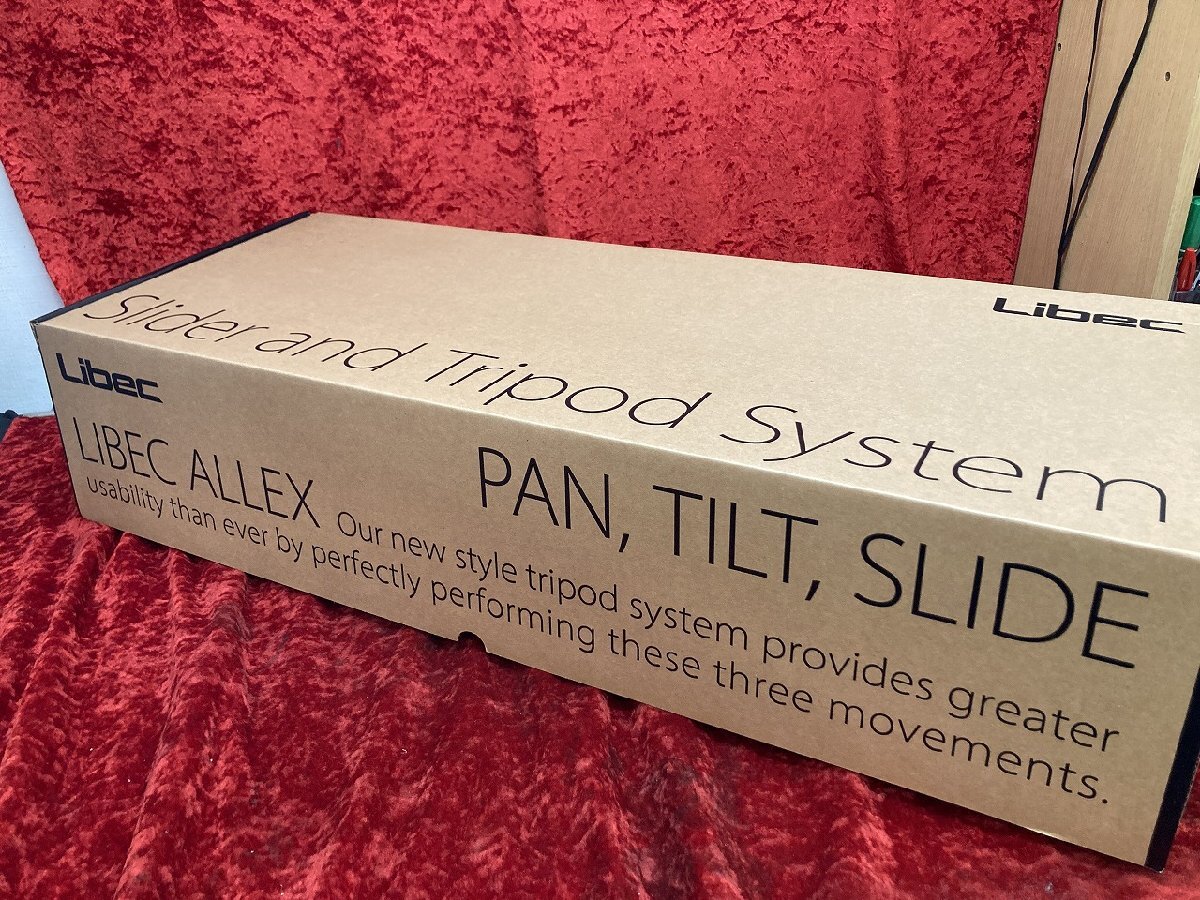 Libec
Slider and Tripod System
Libec
PAN, TILT, SLIDE
LIBEC ALLEX Our new style tripod system provides greater
usability than ever by perfectly performing these three movements.